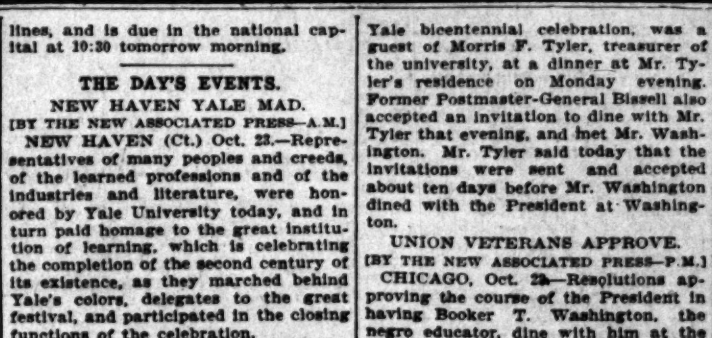 lines, and is due in the national cap-
ital at 10:30 tomorrow morning.
THE DAY'S EVENTS.
NEW HAVEN YALE MAD.
[BY THE NEW ASSOCIATED PRESS—A.M.]
NEW HAVEN (Ct.) Oct. 23.—Repre-
sentatives of many peoples and creeds,
of the learned professions and of the
industries and literature, were hon-
ored by Yale University today, and in
turn paid homage to the great institu-
tion of learning, which is celebrating
the completion of the second century of
its existence, as they marched behind
Yale's colors, delegates to the great
festival, and participated in the closing
functions of the celebration.
Yale bicentennial celebration, was a
guest of Morris F. Tyler, treasurer of
the university, at a dinner at Mr. Ty-
ler's residence on Monday evening.
Former Postmaster-General Bissell also
accepted an invitation to dine with Mr.
Tyler that evening, and met Mr. Wash-
ington. Mr. Tyler said today that the
invitations were sent and accepted
about ten days before Mr. Washington
dined with the President at Washing-
ton.
UNION VETERANS APPROVE.
[BY THE NEW ASSOCIATED PRESS—P.M.]
CHICAGO, Oct. Resolutions ap-
proving the course of the President in
having Booker T. Washington, the
negro educator, dine with him at the